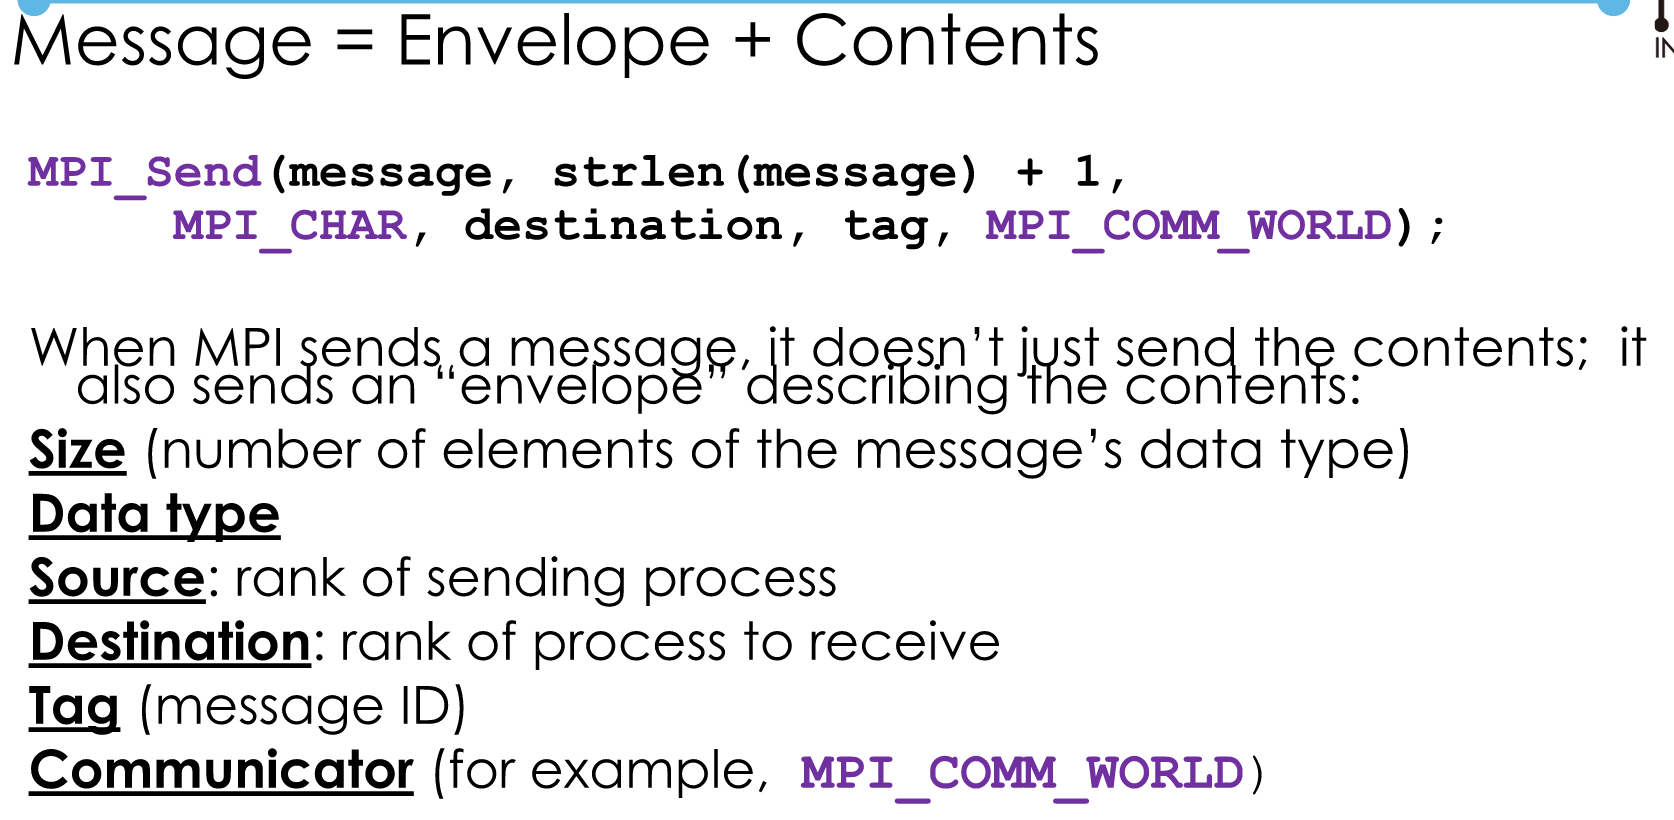 Message = Envelope + Contents
MPI_Send(message, strlen(message) + 1,
MPI_CHAR, destination, tag, MPI_COMM_WORLD);
When MPI sends a message, it doesn’t just send the contents; it
also sends an “envelope” describing the contents:
Size (number of elements of the message’s data type)
Data type
Source: rank of sending process
Destination: rank of process to receive
Tag (message ID)
Communicator (for example, MPI_COMM_WORLD)